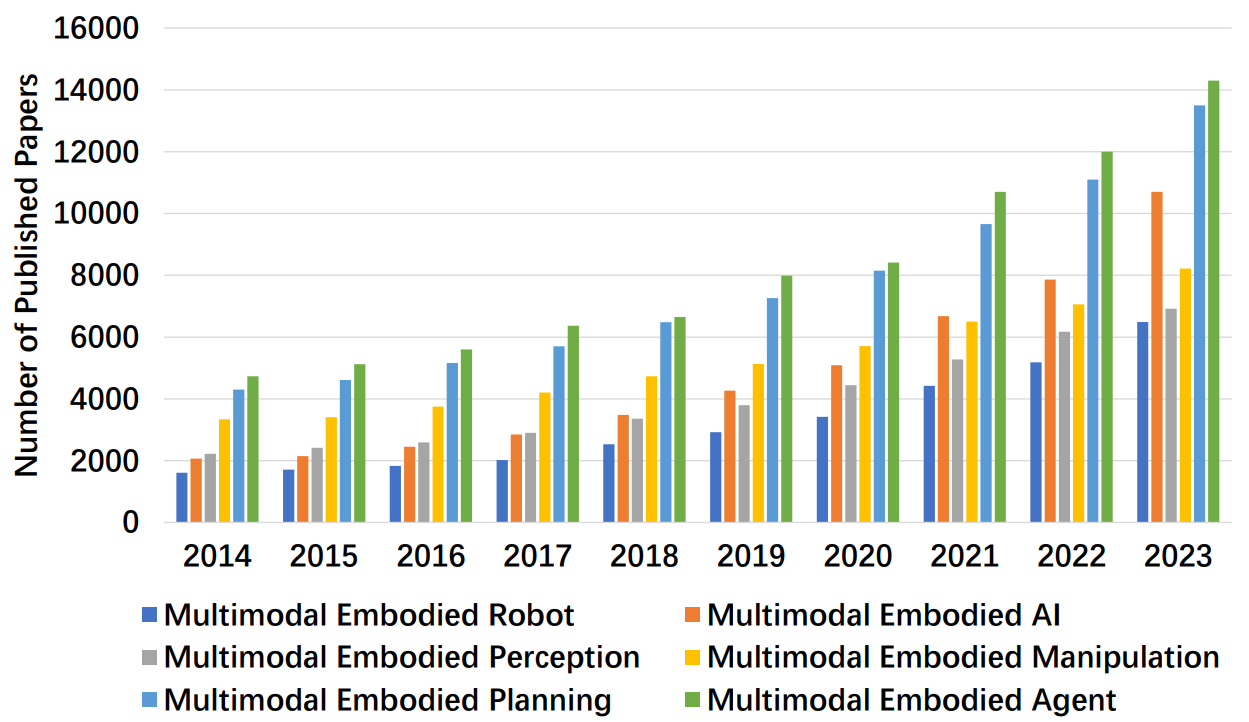 Number of Published Papers
16000
14000
12000
10000
8000
6000
4000
2000
0
2014 2015 2016 2017 2018 2019 2020 2021 2022 2023
Multimodal Embodied Robot Multimodal Embodied AI
Multimodal Embodied Perception Multimodal Embodied Manipulation
Multimodal Embodied Planning Multimodal Embodied Agent